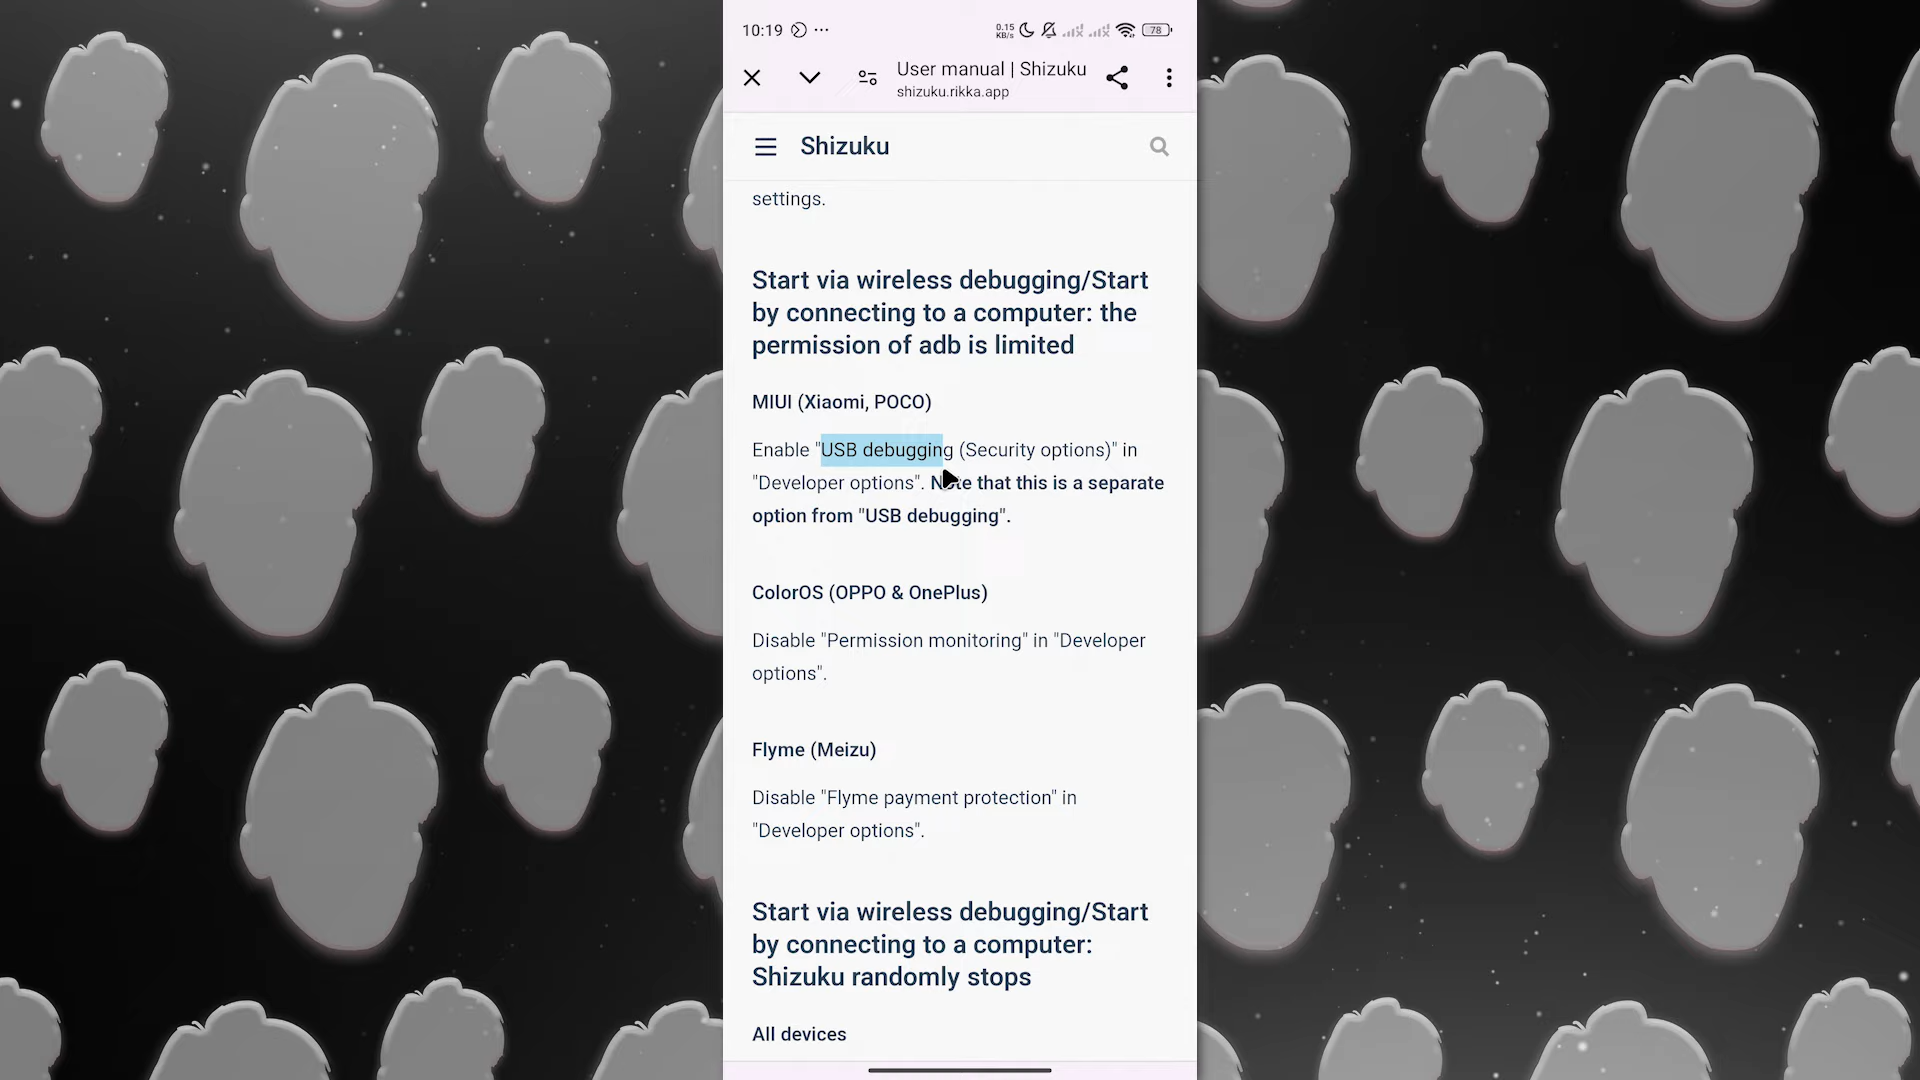 10:19 ...
0.15
KB/s
78
User manual | Shizuku
shizuku.rikka.app
Shizuku
settings.
Start via wireless debugging/Start
by connecting to a computer: the
permission of adb is limited
MIUI (Xiaomi, POCO)
Enable "USB debugging (Security options)" in
"Developer options". Note that this is a separate
option from "USB debugging".
ColorOS (OPPO & OnePlus)
Disable "Permission monitoring" in "Developer
options".
Flyme (Meizu)
Disable "Flyme payment protection" in
"Developer options".
Start via wireless debugging/Start
by connecting to a computer:
Shizuku randomly stops
All devices